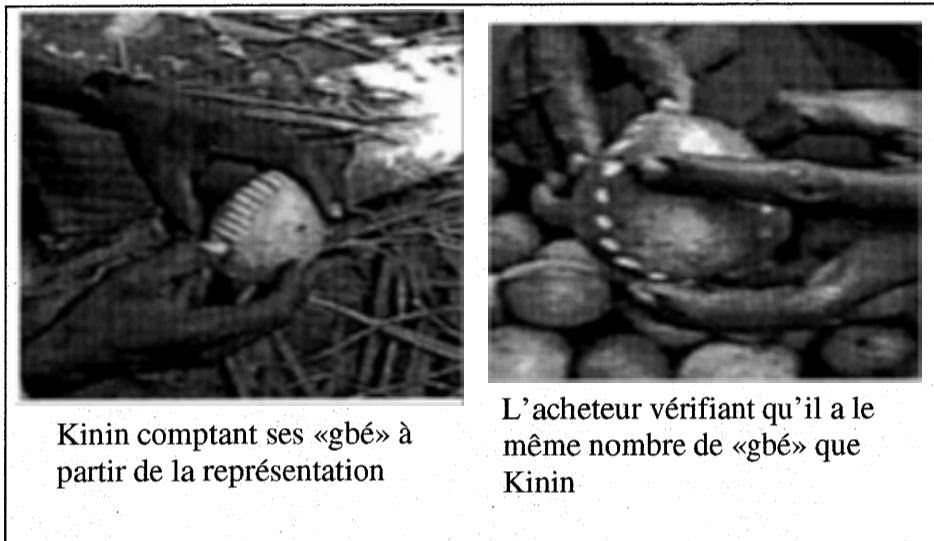 Kinin comptant ses «gbé» à
partir de la représentation
L'acheteur vérifiant qu'il a le
même nombre de «gbé» que
Kinin